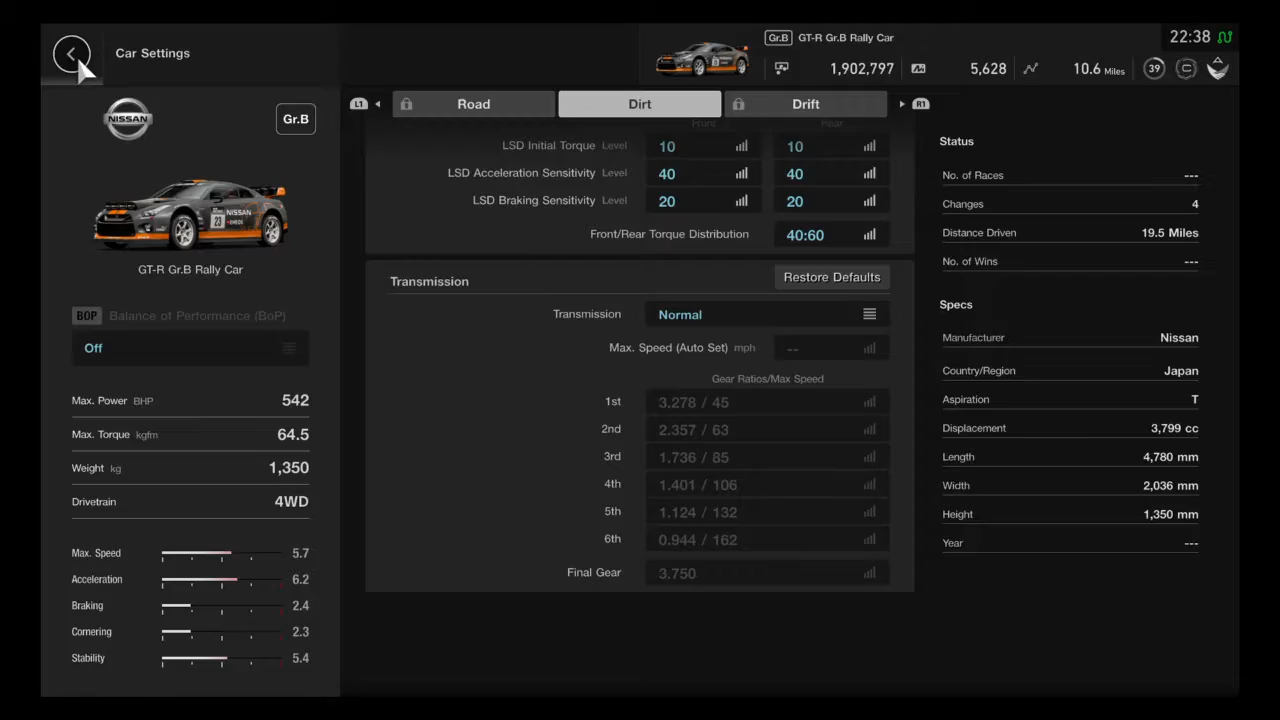 Car Settings
Gr.B GT-R Gr.B Rally Car
22:38
1,902,797 5,628 10.6 Miles 39
NISSAN
Gr.B
NISSAN
23
GT-R Gr.B Rally Car
BOP Balance of Performance (BoP)
Off
Max. Power BHP 542
Max. Torque kgfm 64.5
Weight kg 1,350
Drivetrain 4WD
Max. Speed 5.7
Acceleration 6.2
Braking 2.4
Cornering 2.3
Stability 5.4
L1 Road Dirt Drift R1
Front Rear
LSD Initial Torque Level 10 10
LSD Acceleration Sensitivity Level 40 40
LSD Braking Sensitivity Level 20 20
Front/Rear Torque Distribution 40:60
Transmission Restore Defaults
Transmission Normal
Max. Speed (Auto Set) mph --
Gear Ratios/Max Speed
1st 3.278 / 45
2nd 2.357 / 63
3rd 1.736 / 85
4th 1.401 / 106
5th 1.124 / 132
6th 0.944 / 162
Final Gear 3.750
Status
No. of Races ---
Changes 4
Distance Driven 19.5 Miles
No. of Wins ---
Specs
Manufacturer Nissan
Country/Region Japan
Aspiration T
Displacement 3,799 cc
Length 4,780 mm
Width 2,036 mm
Height 1,350 mm
Year ---